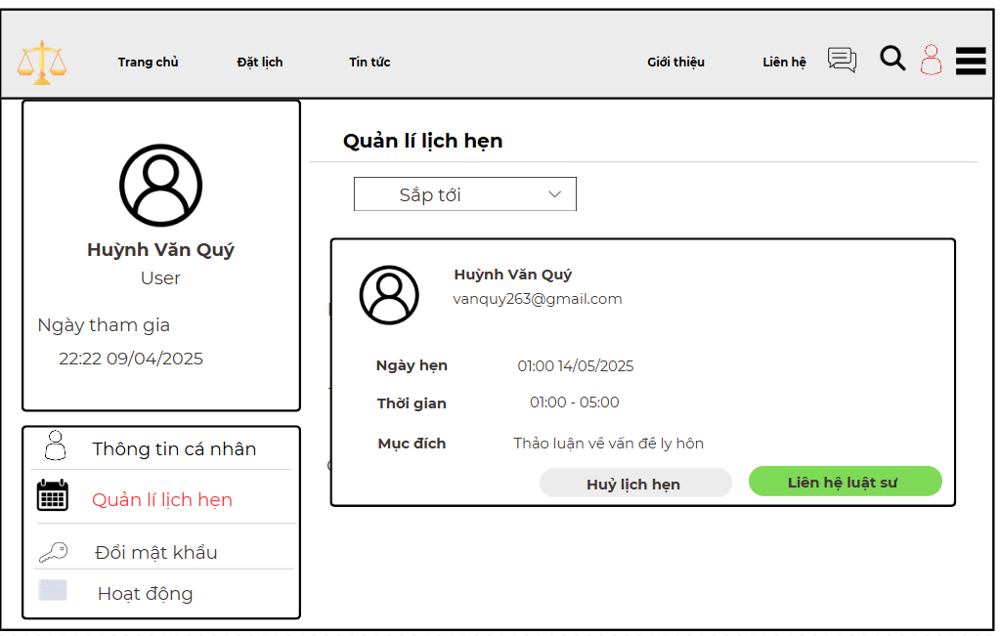 Trang chủ
Đặt lịch
Tin tức
Giới thiệu
Liên hệ
Huỳnh Văn Quý
User
Ngày tham gia
22:22 09/04/2025
Thông tin cá nhân
Quản lí lịch hẹn
Đổi mật khẩu
Hoạt động
Quản lí lịch hẹn
Sắp tới
Huỳnh Văn Quý
vanquy263@gmail.com
Ngày hẹn 01:00 14/05/2025
Thời gian 01:00 - 05:00
Mục đích Thảo luận về vấn đề ly hôn
Huỷ lịch hẹn
Liên hệ luật sư